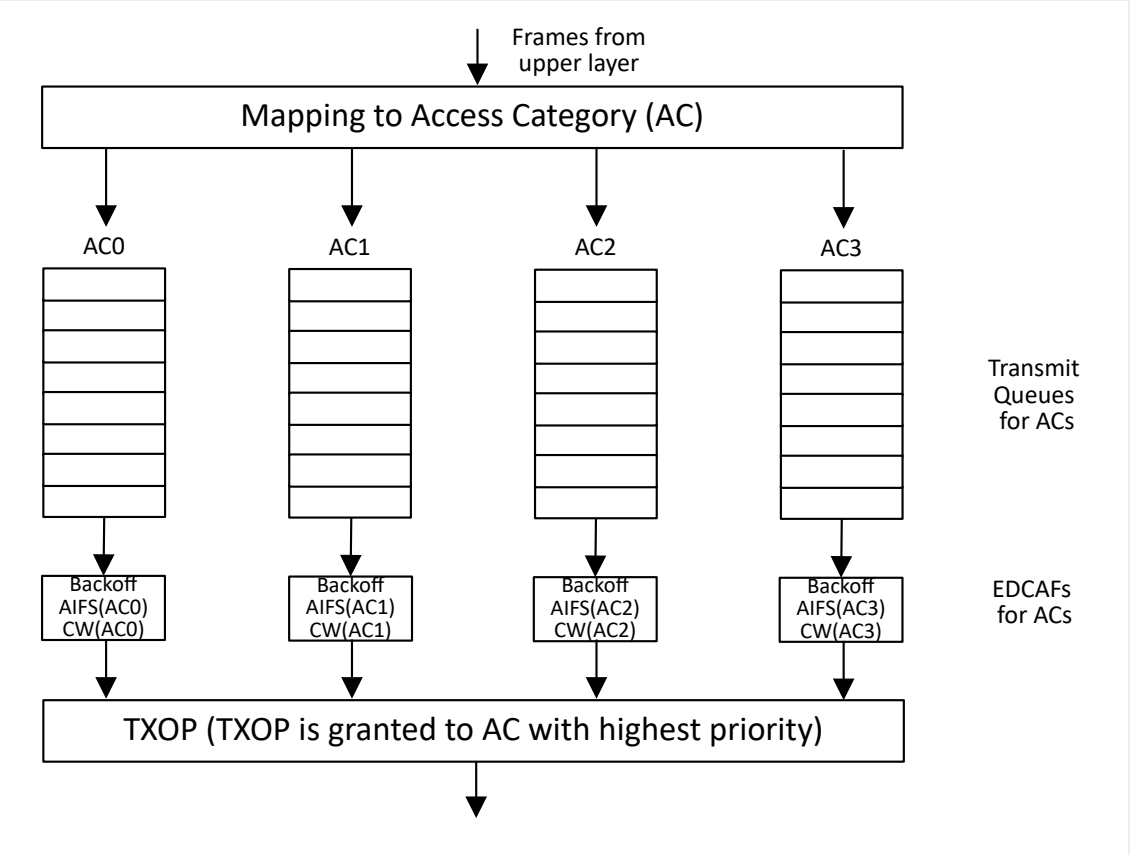 Frames from
upper layer
Mapping to Access Category (AC)
AC0
AC1
AC2
AC3
Transmit
Queues
for ACs
Backoff
AIFS(AC0)
CW(AC0)
Backoff
AIFS(AC1)
CW(AC1)
Backoff
AIFS(AC2)
CW(AC2)
Backoff
AIFS(AC3)
CW(AC3)
EDCAFs
for ACs
TXOP (TXOP is granted to AC with highest priority)